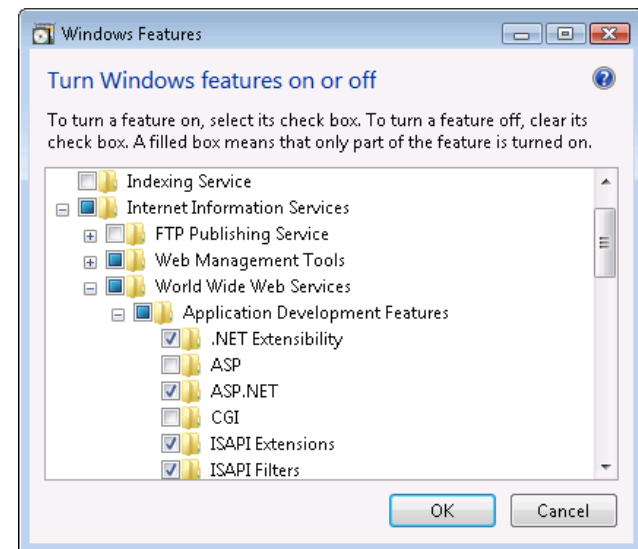 Windows Features
Turn Windows features on or off
To turn a feature on, select its check box. To turn a feature off, clear its
check box. A filled box means that only part of the feature is turned on.
Indexing Service
Internet Information Services
FTP Publishing Service
Web Management Tools
World Wide Web Services
Application Development Features
.NET Extensibility
ASP
ASP.NET
CGI
ISAPI Extensions
ISAPI Filters
OK Cancel